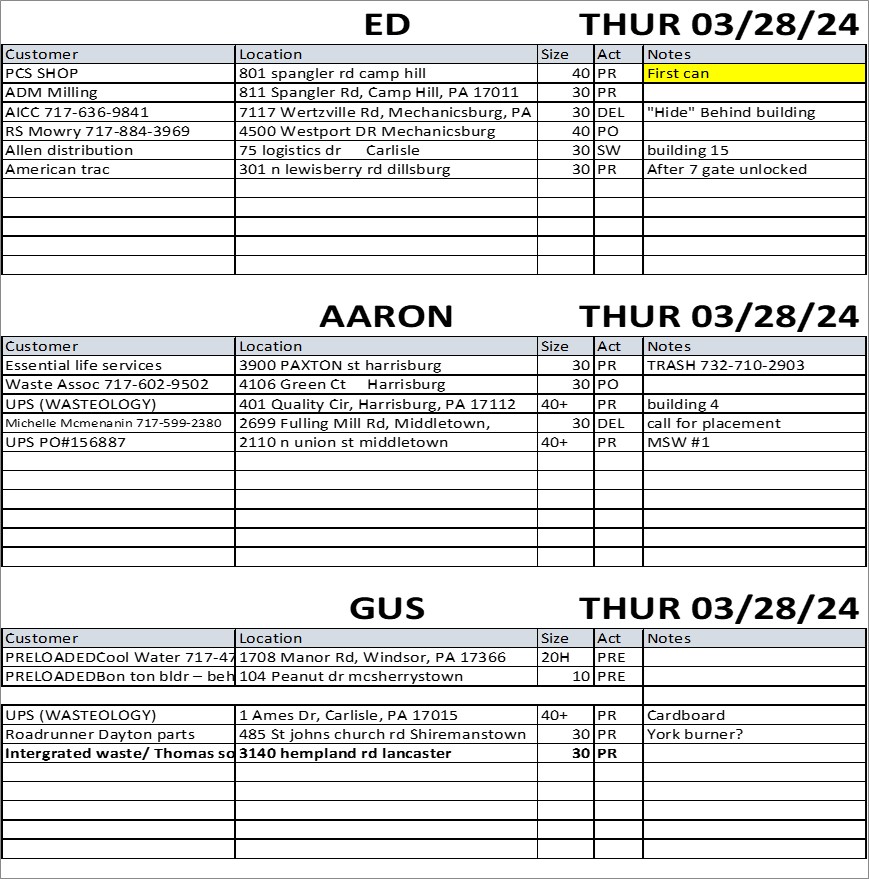 ED THUR 03/28/24
Customer Location Size Act Notes
PCS SHOP 801 spangler rd camp hill 40 PR First can
ADM Milling 811 Spangler Rd, Camp Hill, PA 17011 30 PR
AICC 717-636-9841 7117 Wertzville Rd, Mechanicsburg, PA 30 DEL "Hide" Behind building
RS Mowry 717-884-3969 4500 Westport DR Mechanicsburg 40 PO
Allen distribution 75 logistics dr Carlisle 30 SW building 15
American trac 301 n lewisberry rd dillsburg 30 PR After 7 gate unlocked
AARON THUR 03/28/24
Customer Location Size Act Notes
Essential life services 3900 PAXTON st harrisburg 30 PR TRASH 732-710-2903
Waste Assoc 717-602-9502 4106 Green Ct Harrisburg 30 PO
UPS (WASTEOLOGY) 401 Quality Cir, Harrisburg, PA 17112 40+ PR building 4
Michelle Mcmenanin 717-599-2380 2699 Fulling Mill Rd, Middletown, 30 DEL call for placement
UPS PO#156887 2110 n union st middletown 40+ PR MSW #1
GUS THUR 03/28/24
Customer Location Size Act Notes
PRELOADEDCool Water 717-47 1708 Manor Rd, Windsor, PA 17366 20H PRE
PRELOADEDBon ton bldr – beh 104 Peanut dr mcsherrystown 10 PRE
UPS (WASTEOLOGY) 1 Ames Dr, Carlisle, PA 17015 40+ PR Cardboard
Roadrunner Dayton parts 485 St johns church rd Shiremanstown 30 PR York burner?
Intergrated waste/ Thomas so 3140 hempland rd lancaster 30 PR